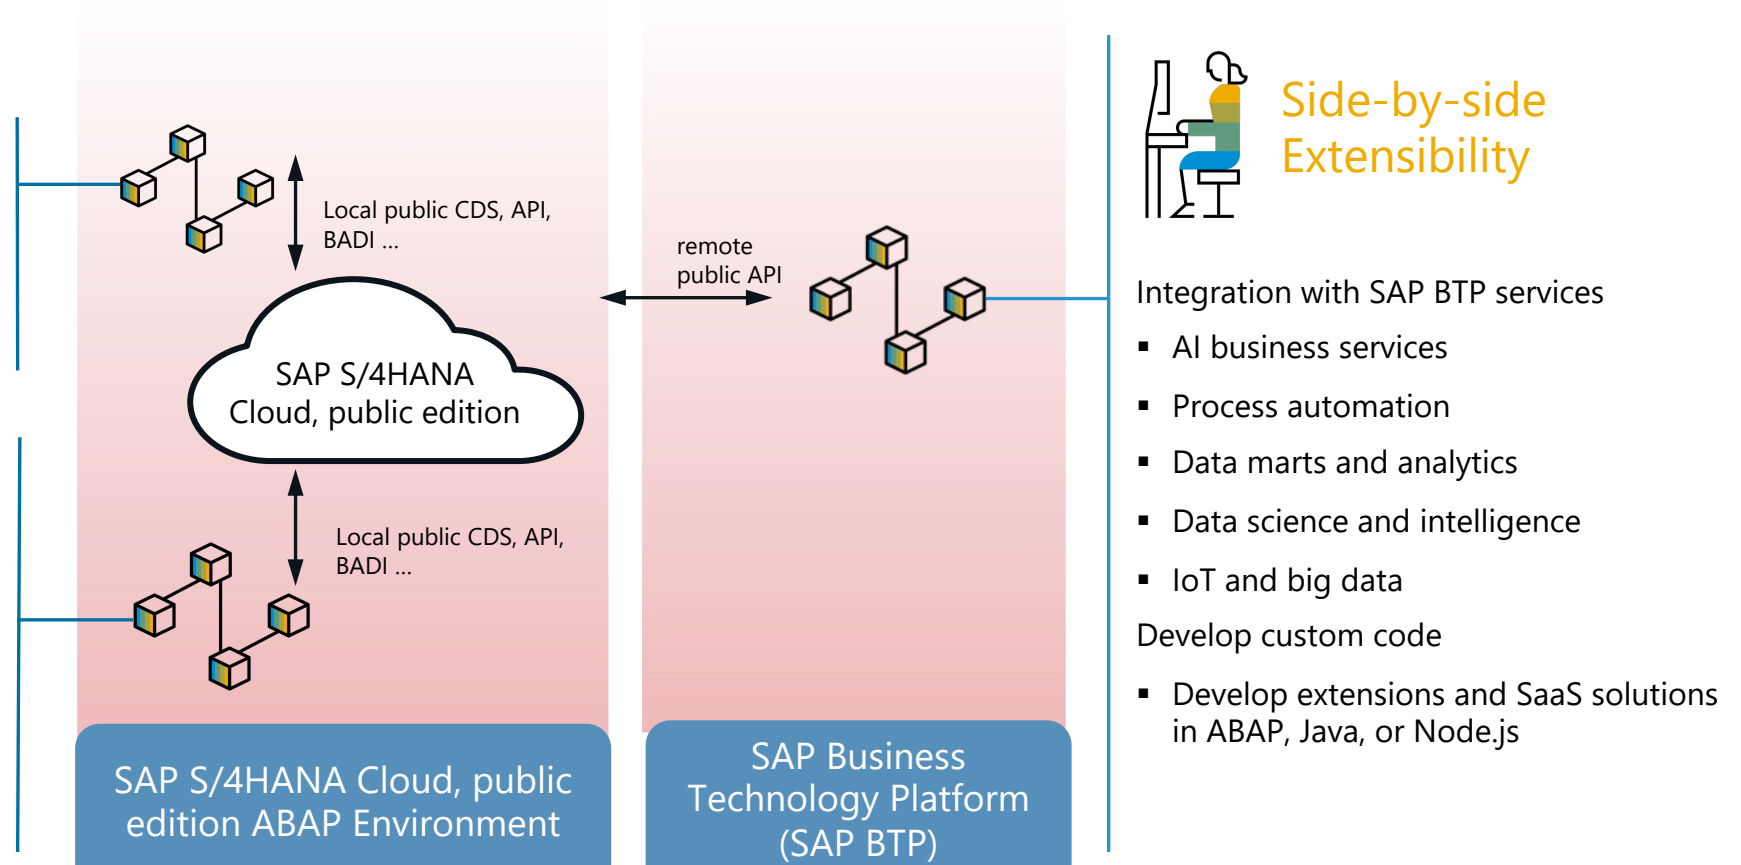 Local public CDS, API,
BADI ...
SAP S/4HANA
Cloud, public edition
Local public CDS, API,
BADI ...
SAP S/4HANA Cloud, public
edition ABAP Environment
remote
public API
SAP Business
Technology Platform
(SAP BTP)
Side-by-side
Extensibility
Integration with SAP BTP services
▪ AI business services
▪ Process automation
▪ Data marts and analytics
▪ Data science and intelligence
▪ IoT and big data
Develop custom code
▪ Develop extensions and SaaS solutions
in ABAP, Java, or Node.js